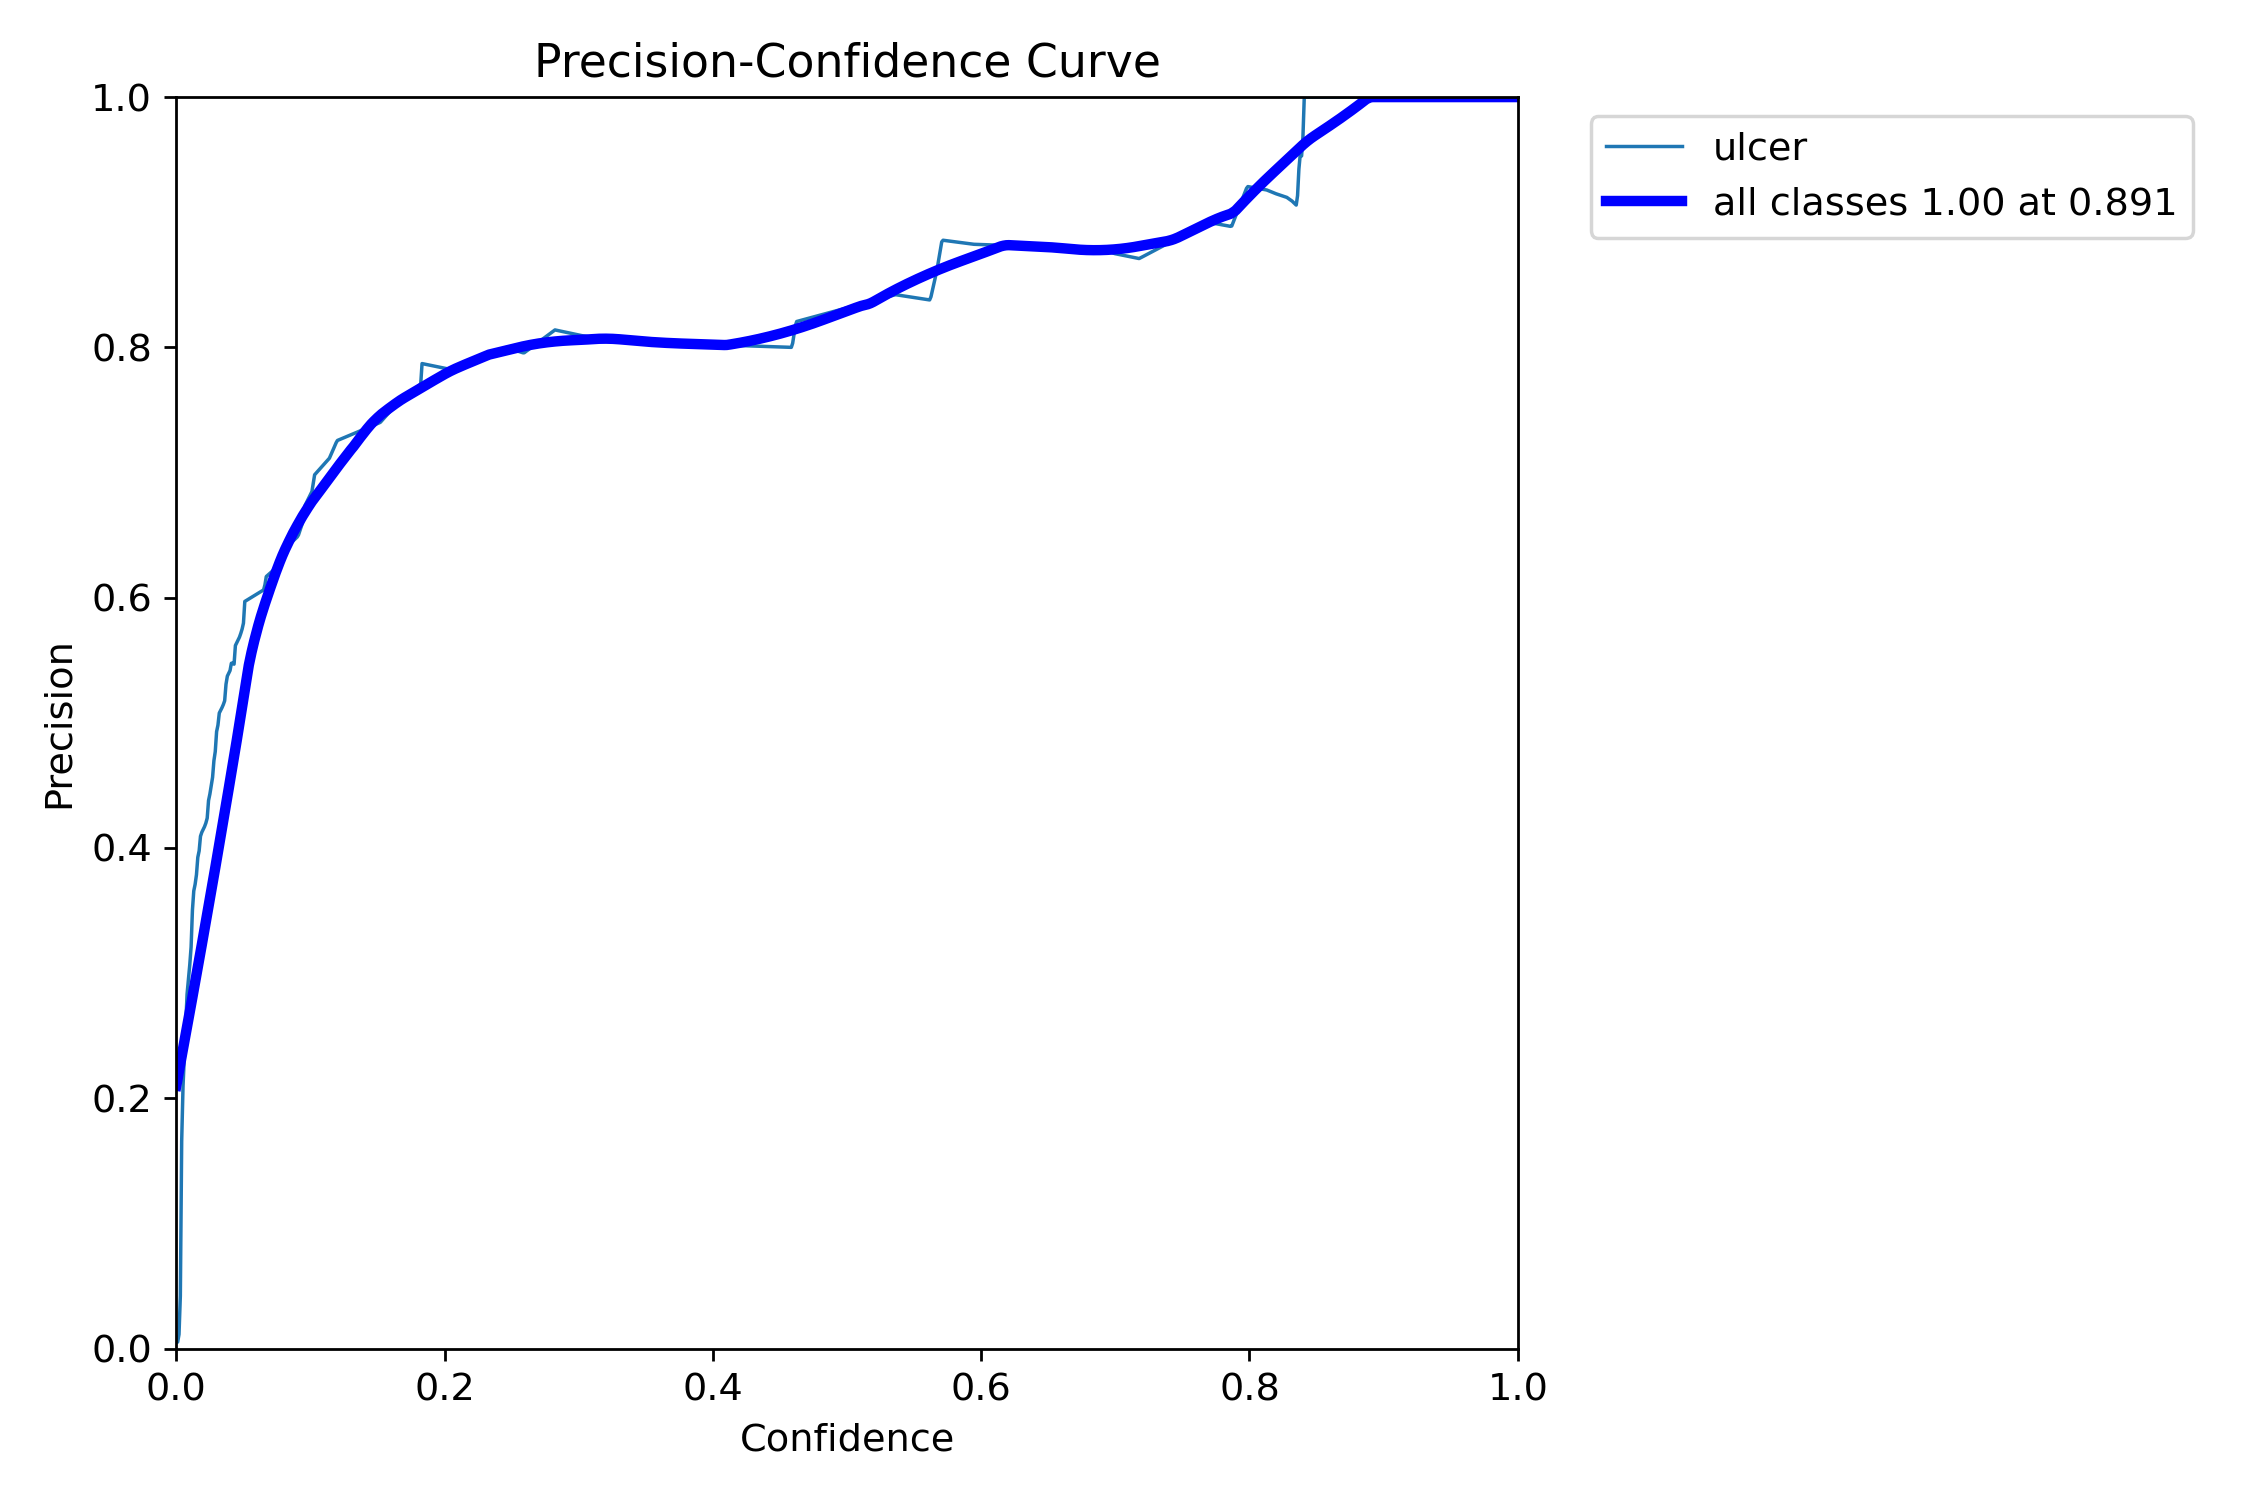 Precision-Confidence Curve
ulcer
all classes 1.00 at 0.891
1.0
0.8
0.6
0.4
0.2
0.0
Precision
0.0 0.2 0.4 0.6 0.8 1.0
Confidence